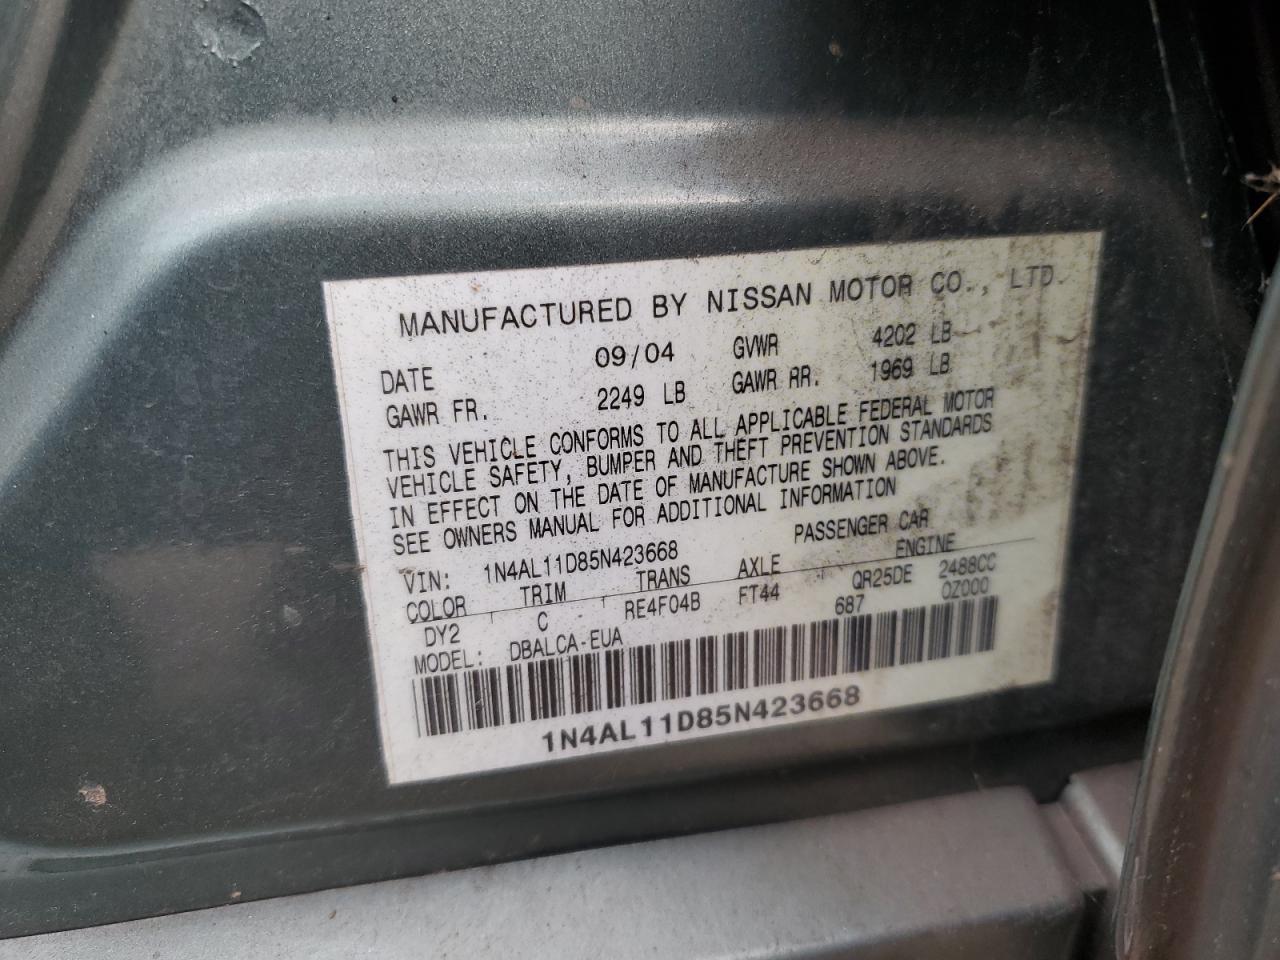 MANUFACTURED BY NISSAN MOTOR CO., LTD.
DATE 09/04 GVWR 4202 LB
GAWR FR. 2249 LB GAWR RR. 1969 LB
THIS VEHICLE CONFORMS TO ALL APPLICABLE FEDERAL MOTOR
VEHICLE SAFETY, BUMPER AND THEFT PREVENTION STANDARDS
IN EFFECT ON THE DATE OF MANUFACTURE SHOWN ABOVE.
SEE OWNERS MANUAL FOR ADDITIONAL INFORMATION
VIN: 1N4AL11D85N423668 PASSENGER CAR
COLOR TRIM TRANS AXLE ENGINE
DY2 C RE4F04B FT44 QR25DE 2488CC
MODEL: DBALCA-EUA 687 0Z000
1N4AL11D85N423668